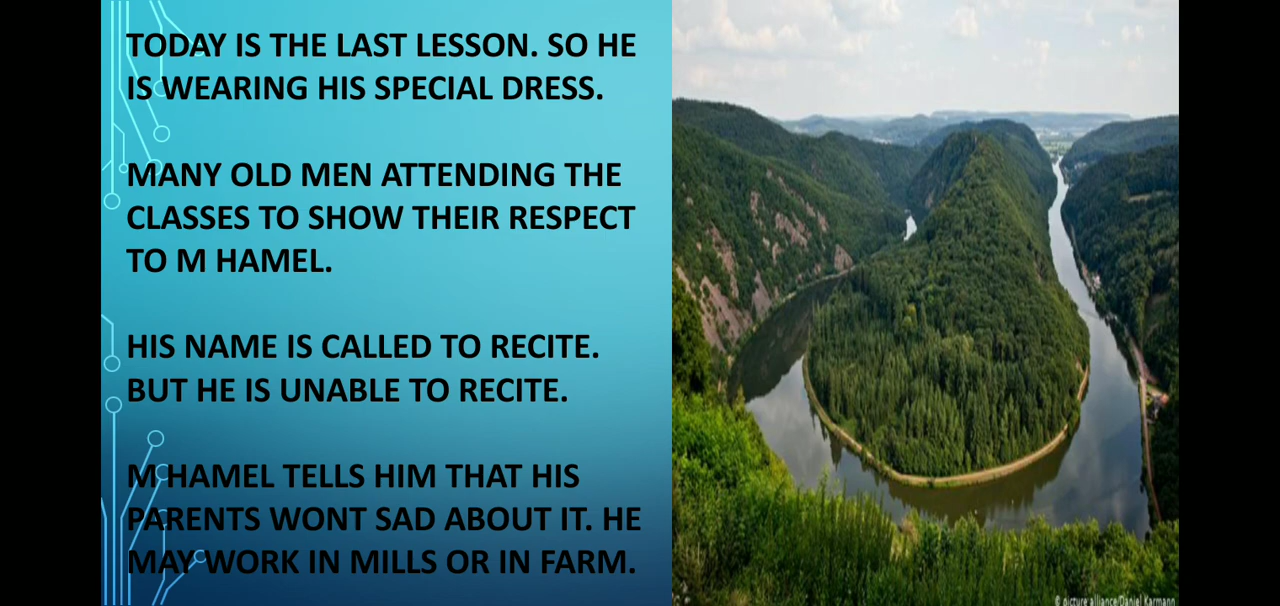 TODAY IS THE LAST LESSON. SO HE
IS WEARING HIS SPECIAL DRESS.
MANY OLD MEN ATTENDING THE
CLASSES TO SHOW THEIR RESPECT
TO M HAMEL.
HIS NAME IS CALLED TO RECITE.
BUT HE IS UNABLE TO RECITE.
M HAMEL TELLS HIM THAT HIS
PARENTS WONT SAD ABOUT IT. HE
MAY WORK IN MILLS OR IN FARM.
© picture alliance/Daniel Karmann